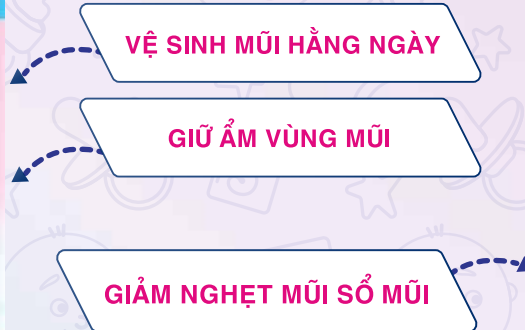 VỆ SINH MŨI HẰNG NGÀY
GIỮ ẨM VÙNG MŨI
GIẢM NGHẸT MŨI SỔ MŨI